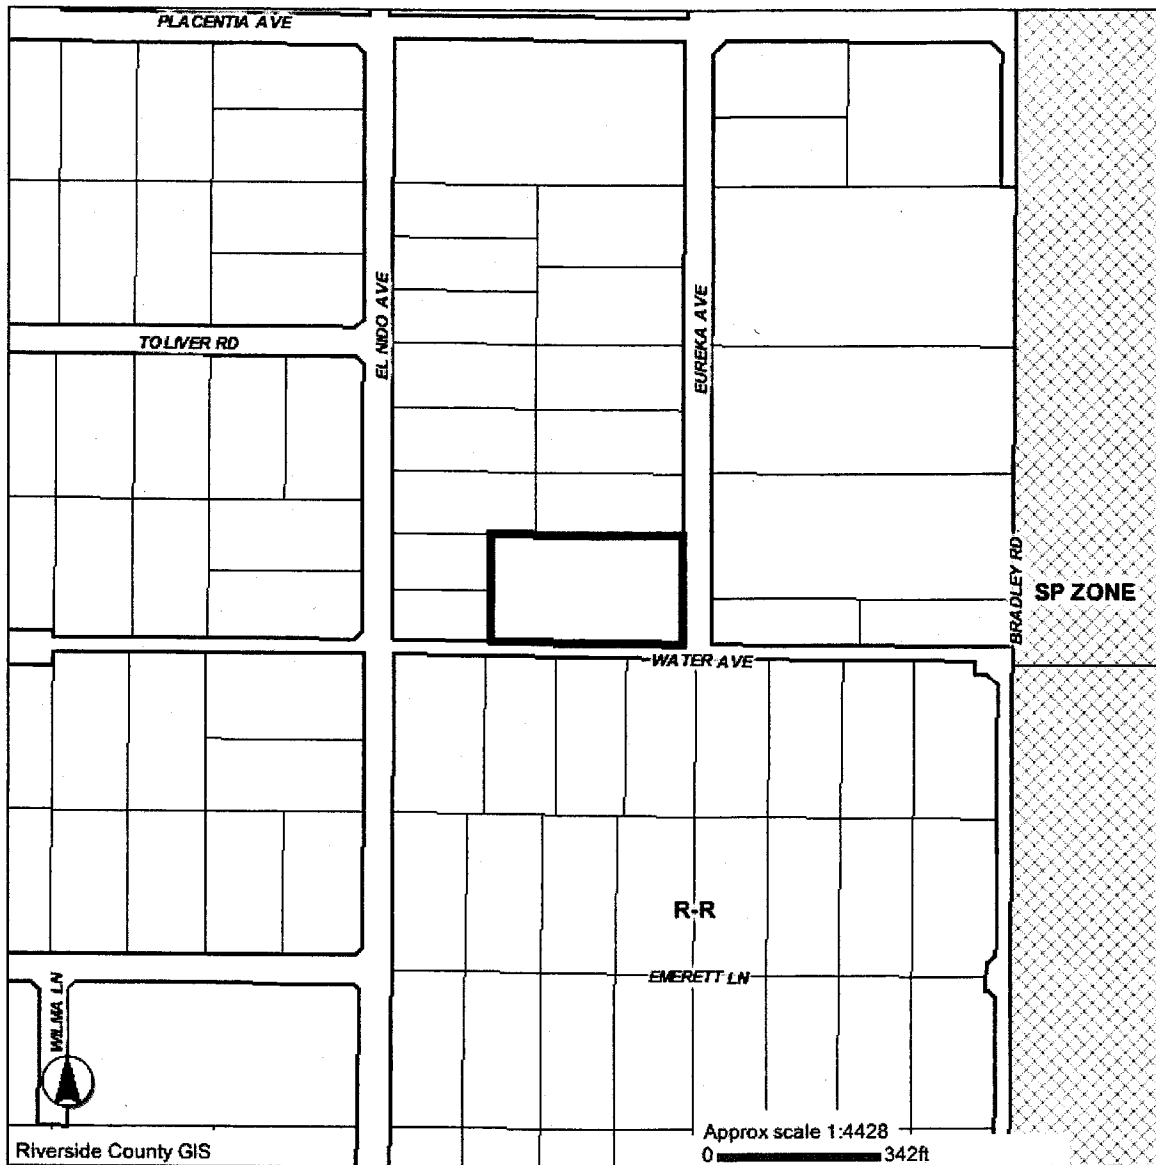 PLACENTIA AVE
EL NIDO AVE
EUREKA AVE
TOLIVER RD
BRADLEY RD
SP ZONE
WATER AVE
R-R
EMERETT LN
WILMA LN
Approx scale 1:4428
0 342ft
Riverside County GIS